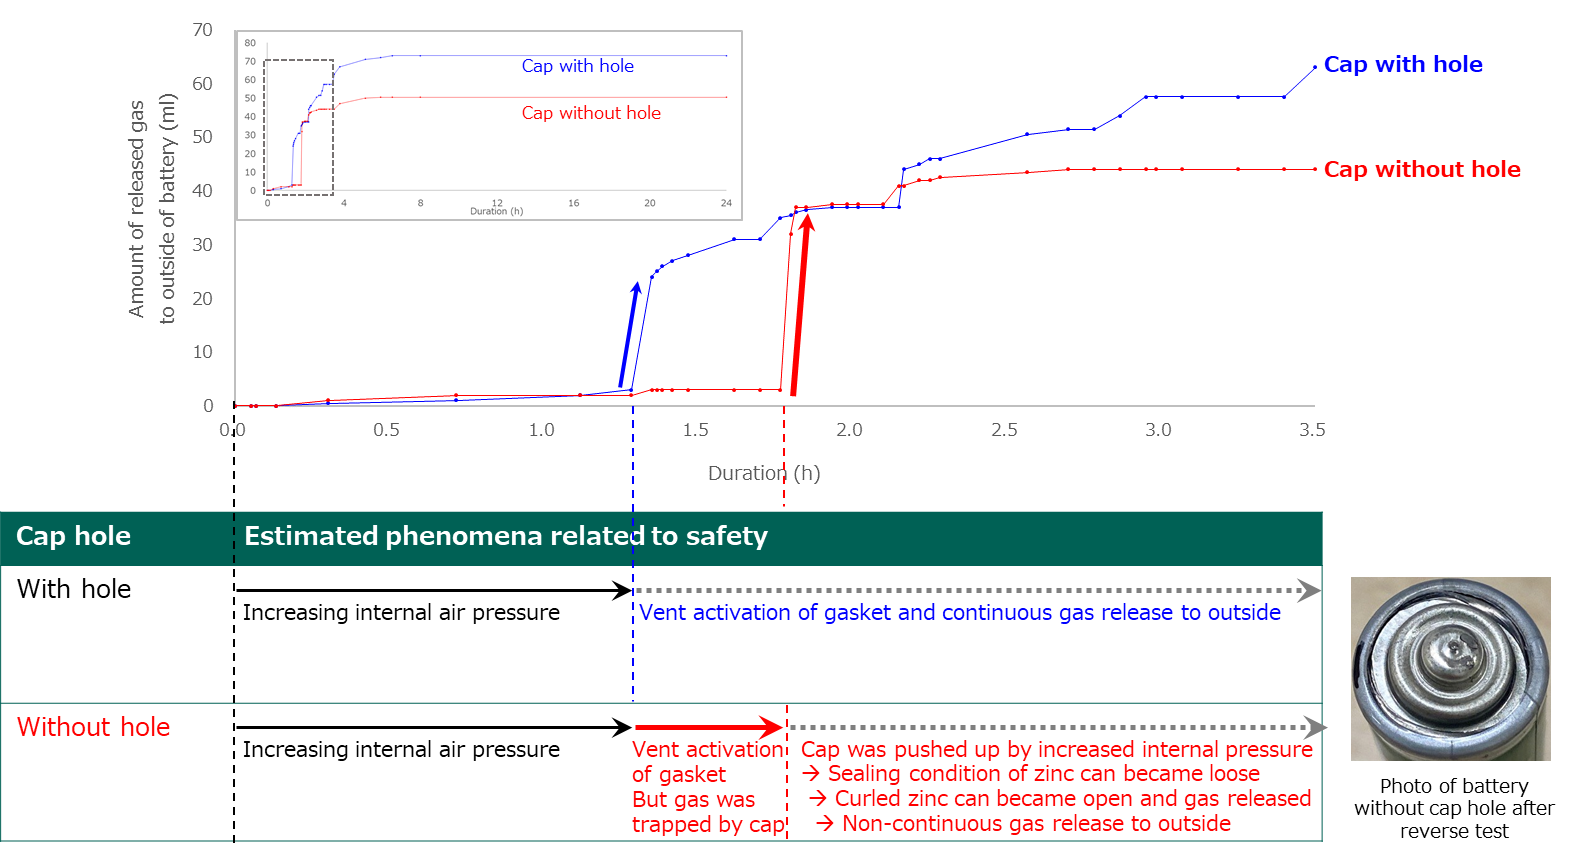 70
60
50
40
30
20
10
0
Amount of released gas
to outside of battery (ml)
80
70
60
50
40
30
20
10
0
0
4
8
12
16
20
24
Duration (h)
Cap with hole
Cap without hole
Cap with hole
Cap without hole
0.0
0.5
1.0
1.5
2.0
2.5
3.0
3.5
Duration (h)
Cap hole
Estimated phenomena related to safety
With hole
Increasing internal air pressure
Vent activation of gasket and continuous gas release to outside
Without hole
Increasing internal air pressure
Vent activation
of gasket
But gas was
trapped by cap
Cap was pushed up by increased internal pressure
→ Sealing condition of zinc can became loose
→ Curled zinc can became open and gas released
→ Non-continuous gas release to outside
Photo of battery
without cap hole after
reverse test